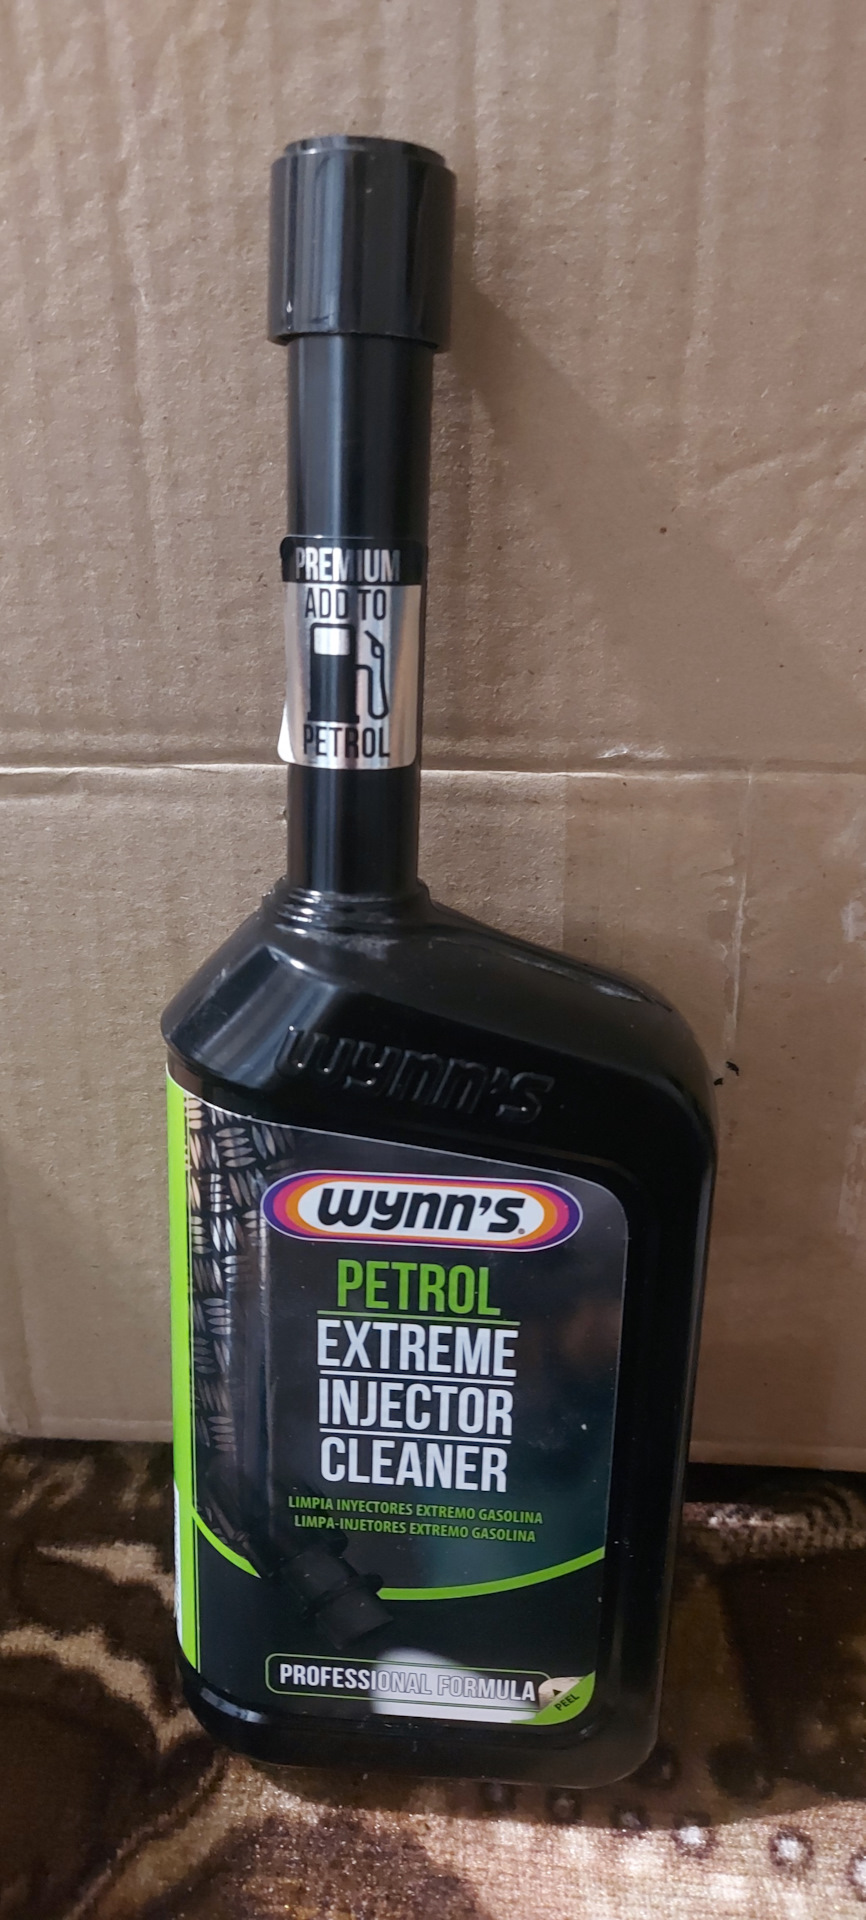 PREMIUM
ADD TO
PETROL
wynn's
wynn's®
PETROL
EXTREME
INJECTOR
CLEANER
LIMPIA INYECTORES EXTREMO GASOLINA
LIMPA-INJETORES EXTREMO GASOLINA
PROFESSIONAL FORMULA
PEEL